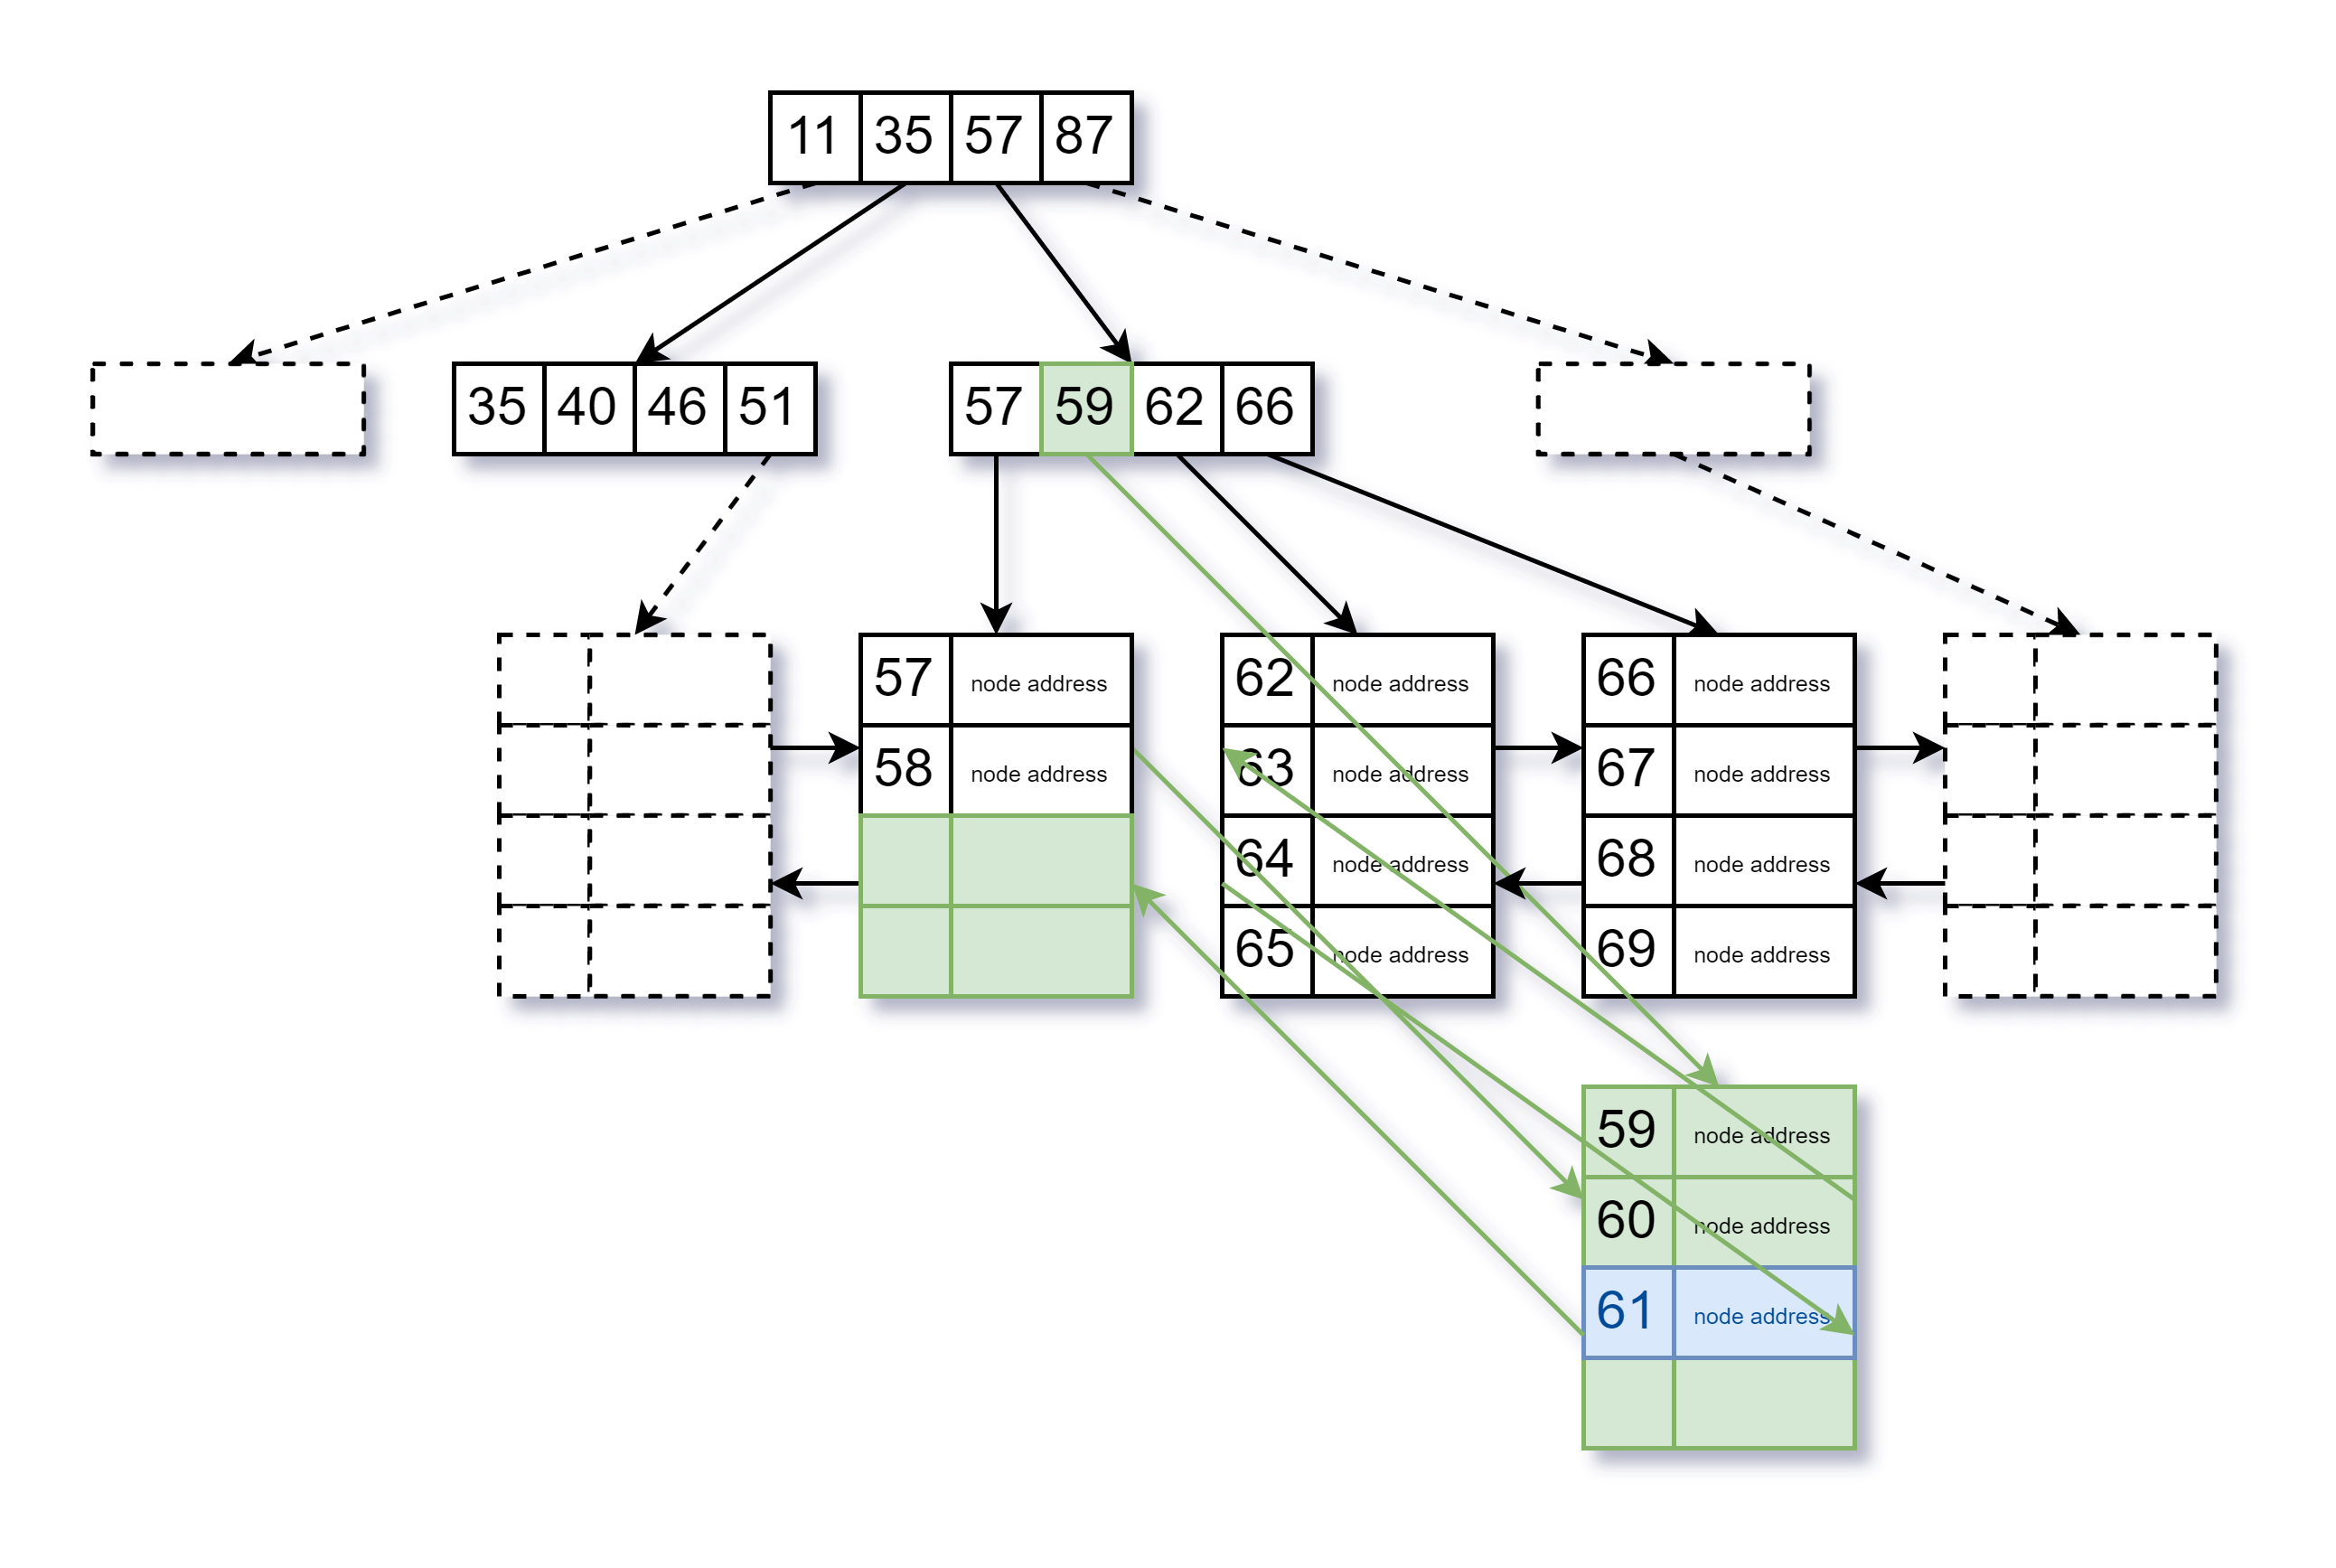 11 35 57 87
35 40 46 51
57 59 62 66
57 node address
58 node address
62 node address
63 node address
64 node address
65 node address
66 node address
67 node address
68 node address
69 node address
59 node address
60 node address
61 node address